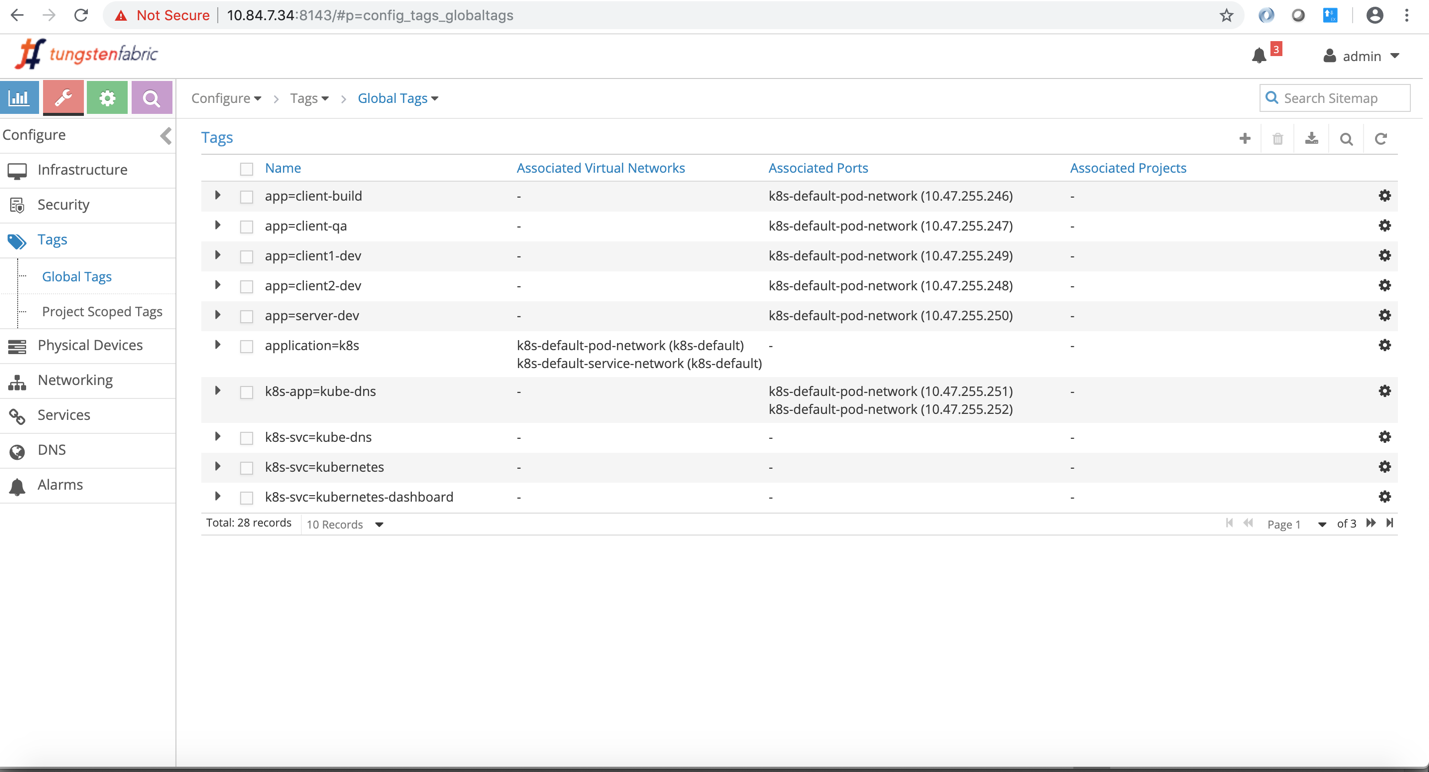 Not Secure | 10.84.7.34:8143/#p=config_tags_globaltags
tungstenfabric
3
admin
Configure > Tags > Global Tags
Search Sitemap
Configure
Infrastructure
Security
Tags
Global Tags
Project Scoped Tags
Physical Devices
Networking
Services
DNS
Alarms
Tags
Name Associated Virtual Networks Associated Ports Associated Projects
app=client-build - k8s-default-pod-network (10.47.255.246) -
app=client-qa - k8s-default-pod-network (10.47.255.247) -
app=client1-dev - k8s-default-pod-network (10.47.255.249) -
app=client2-dev - k8s-default-pod-network (10.47.255.248) -
app=server-dev - k8s-default-pod-network (10.47.255.250) -
application=k8s k8s-default-pod-network (k8s-default) - -
k8s-default-service-network (k8s-default)
k8s-app=kube-dns - k8s-default-pod-network (10.47.255.251) -
k8s-default-pod-network (10.47.255.252)
k8s-svc=kube-dns - - -
k8s-svc=kubernetes - - -
k8s-svc=kubernetes-dashboard - - -
Total: 28 records 10 Records Page 1 of 3